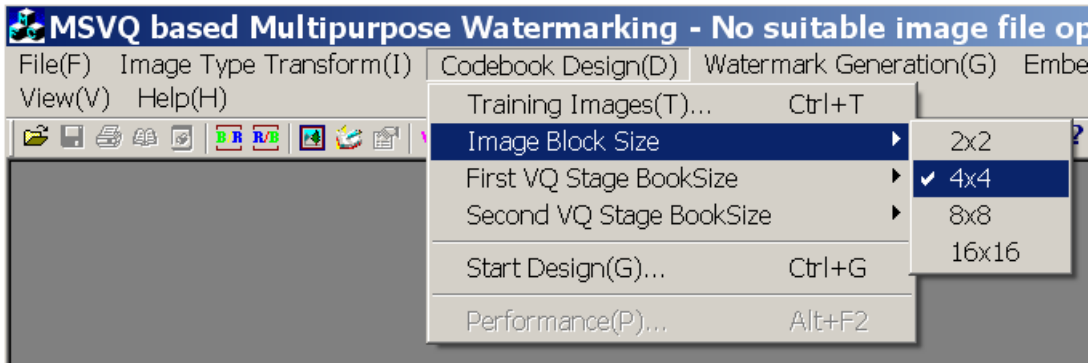 MSVQ based Multipurpose Watermarking - No suitable image file op
File(F) Image Type Transform(I) Codebook Design(D) Watermark Generation(G) Embe
View(V) Help(H)
B R R/B
Training Images(T)... Ctrl+T
Image Block Size
First VQ Stage BookSize
Second VQ Stage BookSize
Start Design(G)... Ctrl+G
Performance(P)... Alt+F2
2x2
4x4
8x8
16x16